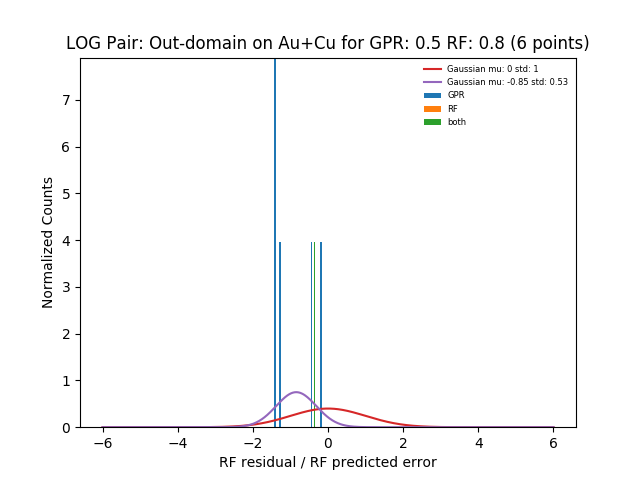 LOG Pair: Out-domain on Au+Cu for GPR: 0.5 RF: 0.8 (6 points)
Gaussian mu: 0 std: 1
Gaussian mu: -0.85 std: 0.53
GPR
RF
both
Normalized Counts
7
6
5
4
3
2
1
0
−6
−4
−2
0
2
4
6
RF residual / RF predicted error